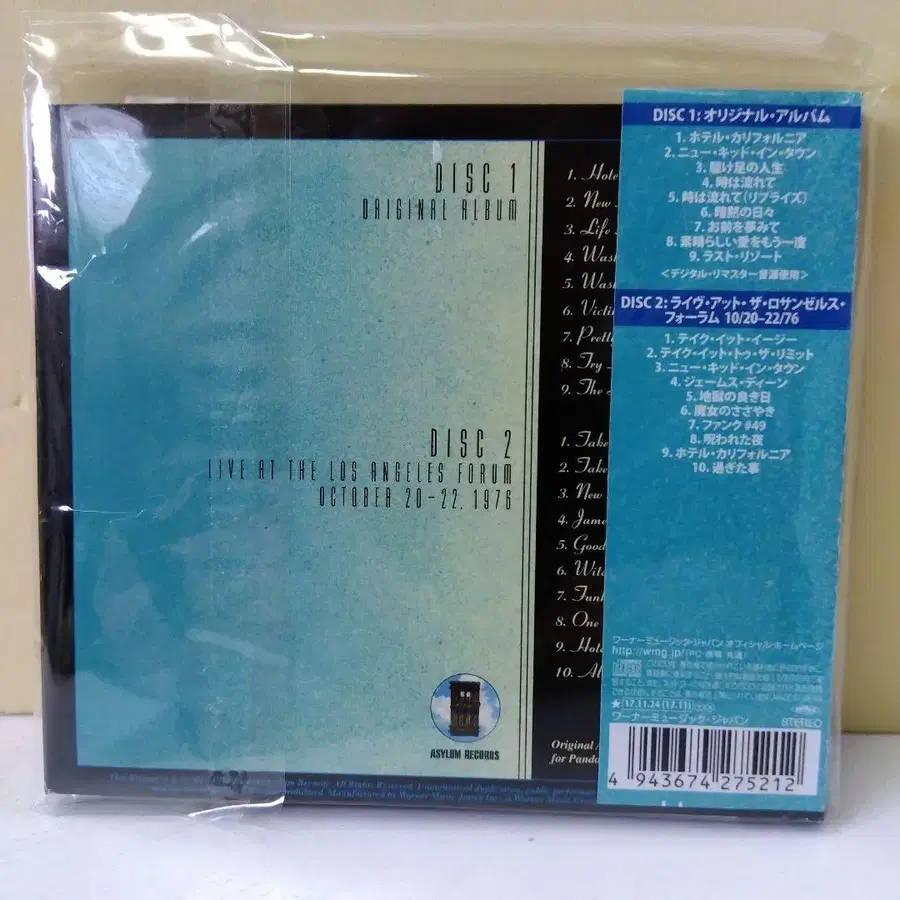 DISC 1
ORIGINAL ALBUM
1. Hote
2. New
3. Life
4. Wash
5. Wash
6. Victi
7. Pretty
8. Try
9. The
DISC 2
LIVE AT THE LOS ANGELES FORUM
OCTOBER 20-22, 1976
1. Take
2. Take
3. New
4. Jame
5. Good
6. Witc
7. Funk
8. One
9. Hote
10. Al
ASYLUM RECORDS
Original
for Pando
DISC 1: オリジナル・アルバム
1. ホテル・カリフォルニア
2. ニュー・キッド・イン・タウン
3. 駆け足の人生
4. 時は流れて
5. 時は流れて(リプライズ)
6. 暗黙の日々
7. お前を夢みて
8. 素晴らしい愛をもう一度
9. ラスト・リゾート
<デジタル・リマスター音源使用>
DISC 2: ライヴ・アット・ザ・ロサンゼルス・
フォーラム 10/20–22/76
1. テイク・イット・イージー
2. テイク・イット・トゥ・ザ・リミット
3. ニュー・キッド・イン・タウン
4. ジェームス・ディーン
5. 地獄の良き日
6. 魔女のささやき
7. ファンク #49
8. 呪われた夜
9. ホテル・カリフォルニア
10. 過ぎた事
ワーナーミュージック・ジャパン オフィシャル・ホームページ
http://wmg.jp/ (PC・携帯 共通)
★17.11.24 (17.11)
ワーナーミュージック・ジャパン
STEREO
4 943674 275212